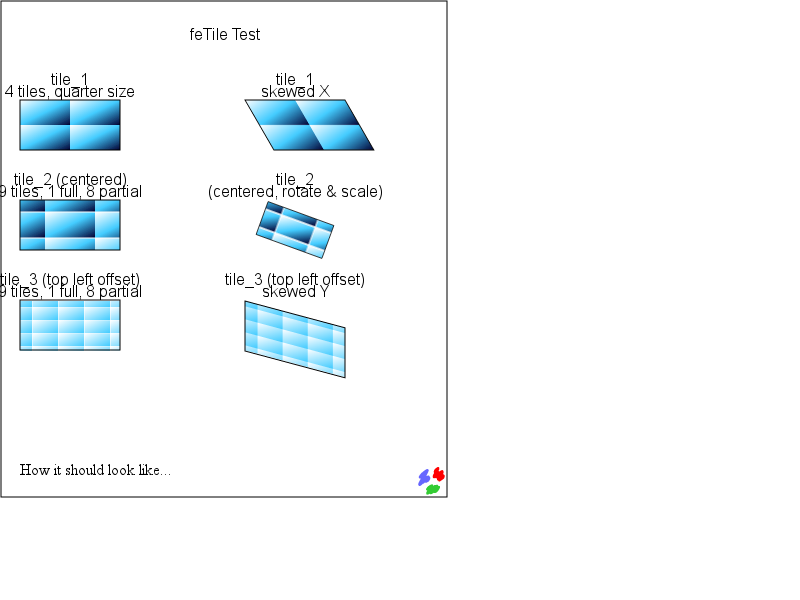 feTile Test
tile_1
4 tiles, quarter size
tile_1
skewed X
tile_2 (centered)
9 tiles, 1 full, 8 partial
tile_2
(centered, rotate & scale)
tile_3 (top left offset)
9 tiles, 1 full, 8 partial
tile_3 (top left offset)
skewed Y
How it should look like...